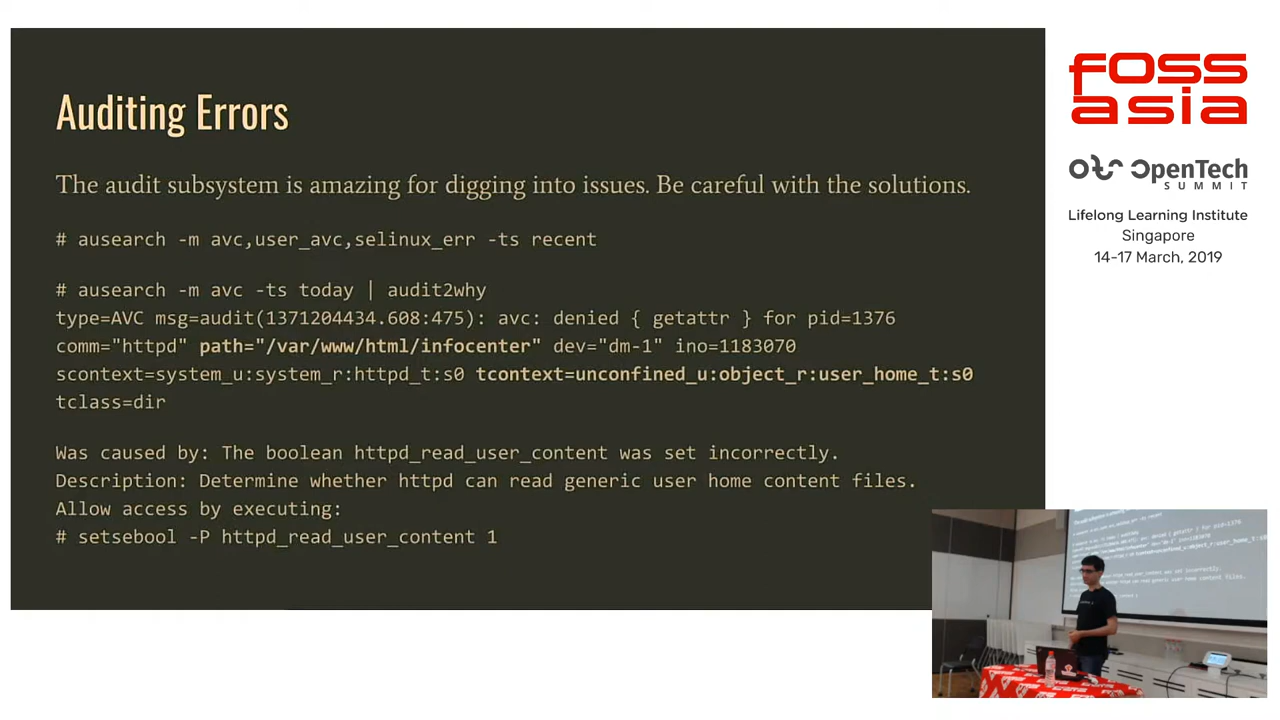 Auditing Errors
The audit subsystem is amazing for digging into issues. Be careful with the solutions.
# ausearch -m avc,user_avc,selinux_err -ts recent
# ausearch -m avc -ts today | audit2why
type=AVC msg=audit(1371204434.608:475): avc: denied { getattr } for pid=1376
comm="httpd" path="/var/www/html/infocenter" dev="dm-1" ino=1183070
scontext=system_u:system_r:httpd_t:s0 tcontext=unconfined_u:object_r:user_home_t:s0
tclass=dir
Was caused by: The boolean httpd_read_user_content was set incorrectly.
Description: Determine whether httpd can read generic user home content files.
Allow access by executing:
# setsebool -P httpd_read_user_content 1
FOSS
asia
OpenTech
SUMMIT
Lifelong Learning Institute
Singapore
14-17 March, 2019